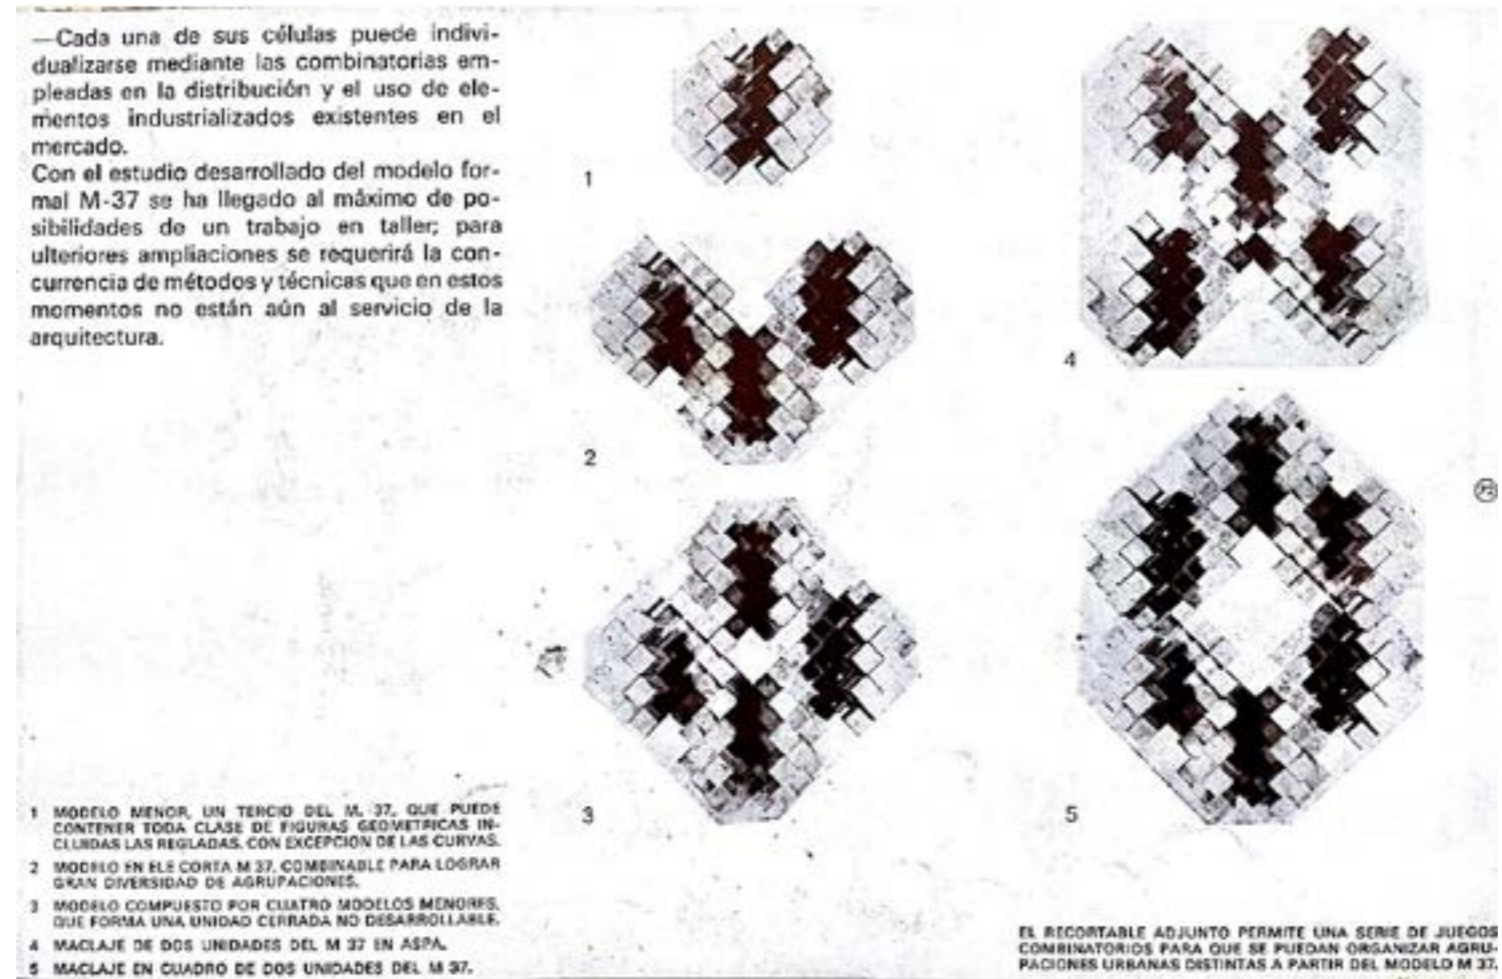 —Cada una de sus células puede indivi-
dualizarse mediante las combinatorias em-
pleadas en la distribución y el uso de ele-
mentos industrializados existentes en el
mercado.
Con el estudio desarrollado del modelo for-
mal M-37 se ha llegado al máximo de po-
sibilidades de un trabajo en taller; para
ulteriores ampliaciones se requerirá la con-
currencia de métodos y técnicas que en estos
momentos no están aún al servicio de la
arquitectura.
1 MODELO MENOR, UN TERCIO DEL M. 37, QUE PUEDE
CONTENER TODA CLASE DE FIGURAS GEOMETRICAS IN-
CLUIDAS LAS REGLADAS, CON EXCEPCION DE LAS CURVAS.
2 MODELO EN ELE CORTA M 37, COMBINABLE PARA LOGRAR
GRAN DIVERSIDAD DE AGRUPACIONES.
3 MODELO COMPUESTO POR CUATRO MODELOS MENORES,
QUE FORMA UNA UNIDAD CERRADA NO DESARROLLABLE.
4 MACLAJE DE DOS UNIDADES DEL M 37 EN ASPA.
5 MACLAJE EN CUADRO DE DOS UNIDADES DEL M 37.
1
2
3
4
5
EL RECORTABLE ADJUNTO PERMITE UNA SERIE DE JUEGOS
COMBINATORIOS PARA QUE SE PUEDAN ORGANIZAR AGRU-
PACIONES URBANAS DISTINTAS A PARTIR DEL MODELO M 37.